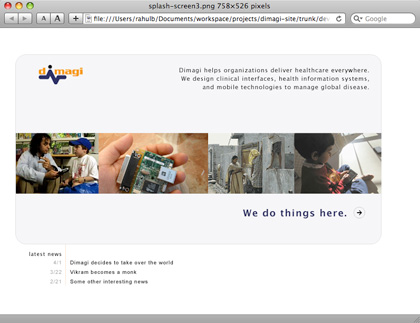 splash-screen3.png 758×526 pixels
file:///Users/rahulb/Documents/workspace/projects/dimagi-site/trunk/de
Google
dimagi
Dimagi helps organizations deliver healthcare everywhere.
We design clinical interfaces, health information systems,
and mobile technologies to manage global disease.
We do things here.
latest news
4/1 Dimagi decides to take over the world
3/22 Vikram becomes a monk
2/21 Some other interesting news